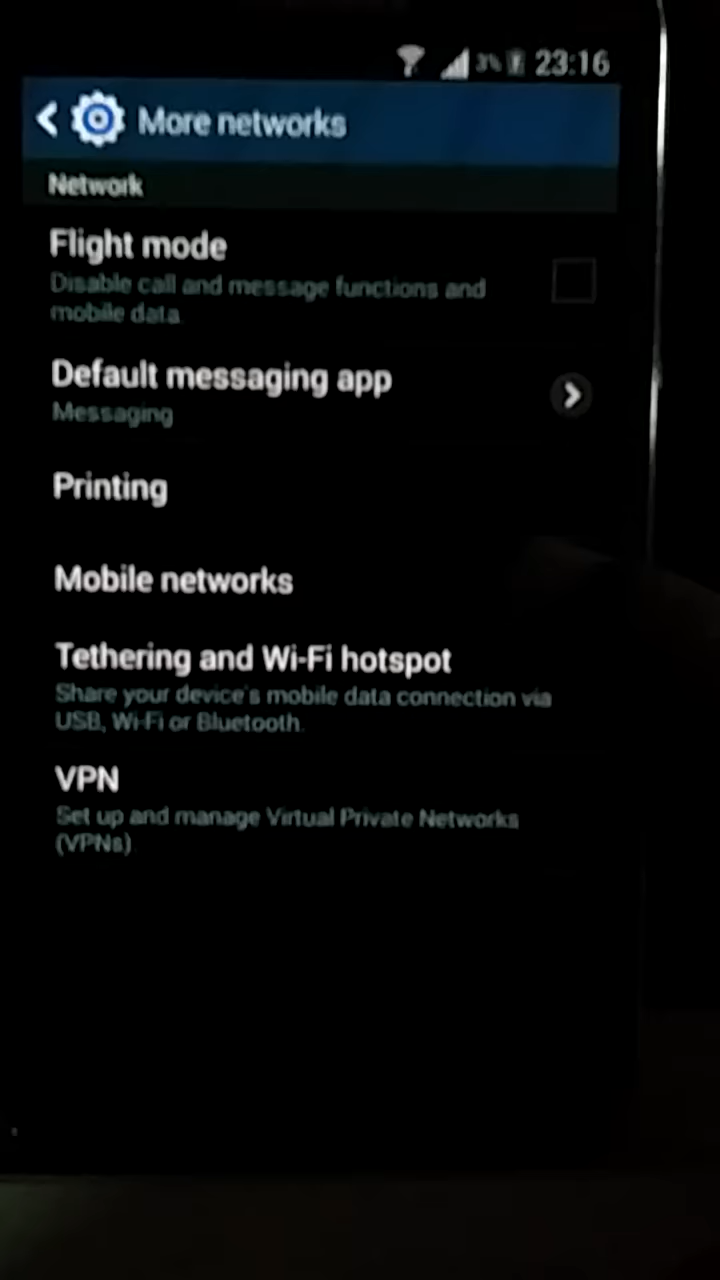 3% 23:16
More networks
Network
Flight mode
Disable call and message functions and
mobile data
Default messaging app
Messaging
Printing
Mobile networks
Tethering and Wi-Fi hotspot
Share your device's mobile data connection via
USB, Wi-Fi or Bluetooth
VPN
Set up and manage Virtual Private Networks
(VPNs)